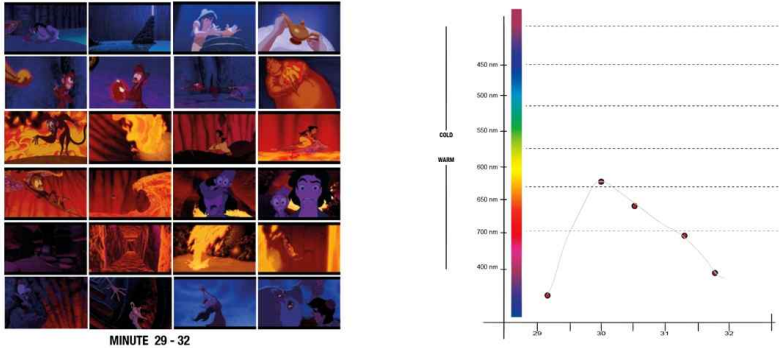 MINUTE 29 - 32
COLD
WARM
450 nm
500 nm
550 nm
600 nm
650 nm
700 nm
400 nm
29
30
31
32